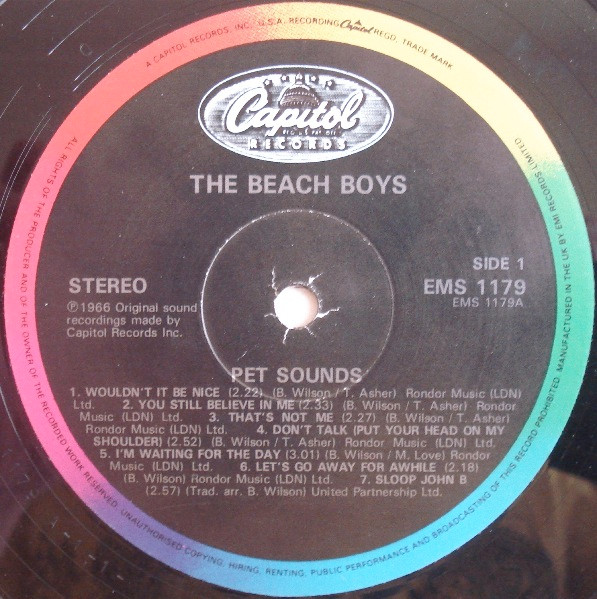 A CAPITOL RECORDS, INC. U.S.A. RECORDING Capitol REGD. TRADE MARK
MANUFACTURED IN THE UK BY EMI RECORDS LIMITED
ALL RIGHTS OF THE PRODUCER AND OF THE OWNER OF THE RECORDED WORK RESERVED. UNAUTHORISED COPYING, HIRING, RENTING, PUBLIC PERFORMANCE AND BROADCASTING OF THIS RECORD PROHIBITED.
Capitol
RECORDS
THE BEACH BOYS
SIDE 1
STEREO
EMS 1179
EMS 1179A
℗1966 Original sound
recordings made by
Capitol Records Inc.
PET SOUNDS
1. WOULDN'T IT BE NICE (2.22) (B. Wilson / T. Asher) Rondor Music (LDN)
Ltd. 2. YOU STILL BELIEVE IN ME (2.33) (B. Wilson / T. Asher) Rondor
Music (LDN) Ltd. 3. THAT'S NOT ME (2.27) (B. Wilson / T. Asher)
Rondor Music (LDN) Ltd. 4. DON'T TALK (PUT YOUR HEAD ON MY
SHOULDER) (2.52) (B. Wilson / T. Asher) Rondor Music (LDN) Ltd.
5. I'M WAITING FOR THE DAY (3.01) (B. Wilson / M. Love) Rondor
Music (LDN) Ltd. 6. LET'S GO AWAY FOR AWHILE (2.18)
(B. Wilson) Rondor Music (LDN) Ltd. 7. SLOOP JOHN B
(2.57) (Trad. arr. B. Wilson) United Partnership Ltd.